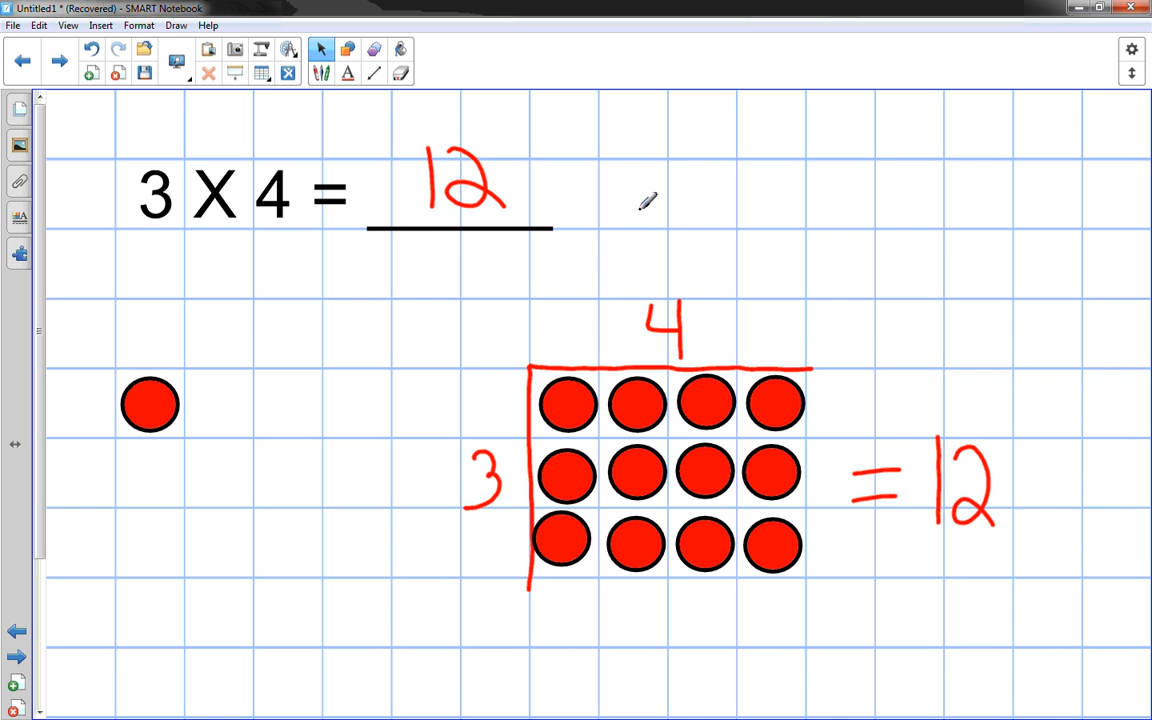 Untitled1 * (Recovered) - SMART Notebook
File Edit View Insert Format Draw Help
3 X 4 = 12
4
3
= 12